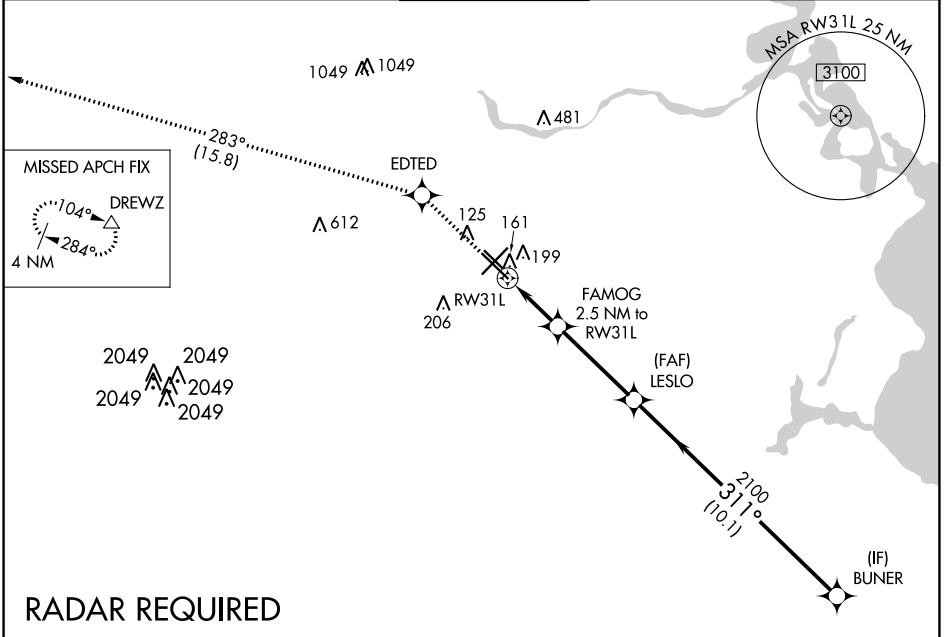 MSA RW31L 25 NM
3100
1049
1049
481
283°
(15.8)
EDTED
MISSED APCH FIX
DREWZ
104°
284°
4 NM
612
125
161
199
RW31L
206
FAMOG
2.5 NM to
RW31L
(FAF)
LESLO
2049
2049
2049
2049
2049
2100
311°
(10.1)
(IF)
BUNER
RADAR REQUIRED